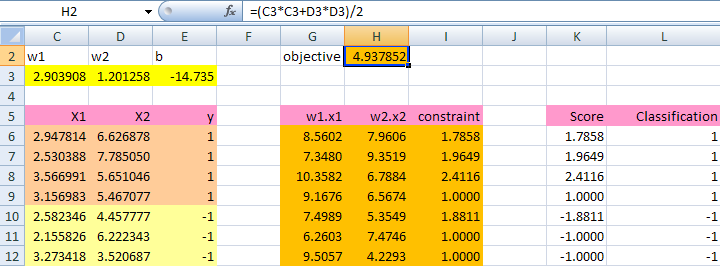 H2 fx =(C3*C3+D3*D3)/2
C D E F G H I J K L
2 w1 w2 b objective 4.937852
3 2.903908 1.201258 -14.735
4
5 X1 X2 y w1.x1 w2.x2 constraint Score Classification
6 2.947814 6.626878 1 8.5602 7.9606 1.7858 1.7858 1
7 2.530388 7.785050 1 7.3480 9.3519 1.9649 1.9649 1
8 3.566991 5.651046 1 10.3582 6.7884 2.4116 2.4116 1
9 3.156983 5.467077 1 9.1676 6.5674 1.0000 1.0000 1
10 2.582346 4.457777 -1 7.4989 5.3549 1.8811 -1.8811 -1
11 2.155826 6.222343 -1 6.2603 7.4746 1.0000 -1.0000 -1
12 3.273418 3.520687 -1 9.5057 4.2293 1.0000 -1.0000 -1